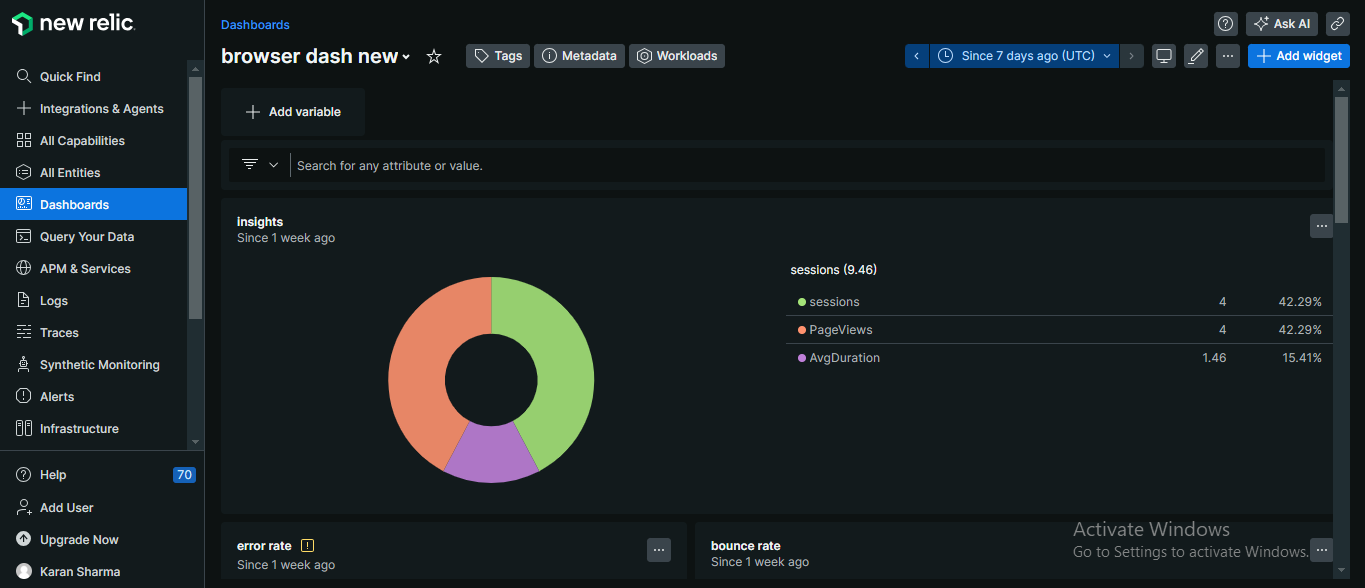 new relic.
Quick Find
Integrations & Agents
All Capabilities
All Entities
Dashboards
Query Your Data
APM & Services
Logs
Traces
Synthetic Monitoring
Alerts
Infrastructure
Help 70
Add User
Upgrade Now
Karan Sharma
Dashboards
Ask AI
browser dash new
Tags
Metadata
Workloads
Since 7 days ago (UTC)
Add widget
Add variable
Search for any attribute or value.
insights
Since 1 week ago
sessions (9.46)
sessions 4 42.29%
PageViews 4 42.29%
AvgDuration 1.46 15.41%
error rate
Since 1 week ago
bounce rate
Since 1 week ago
Activate Windows
Go to Settings to activate Windows.